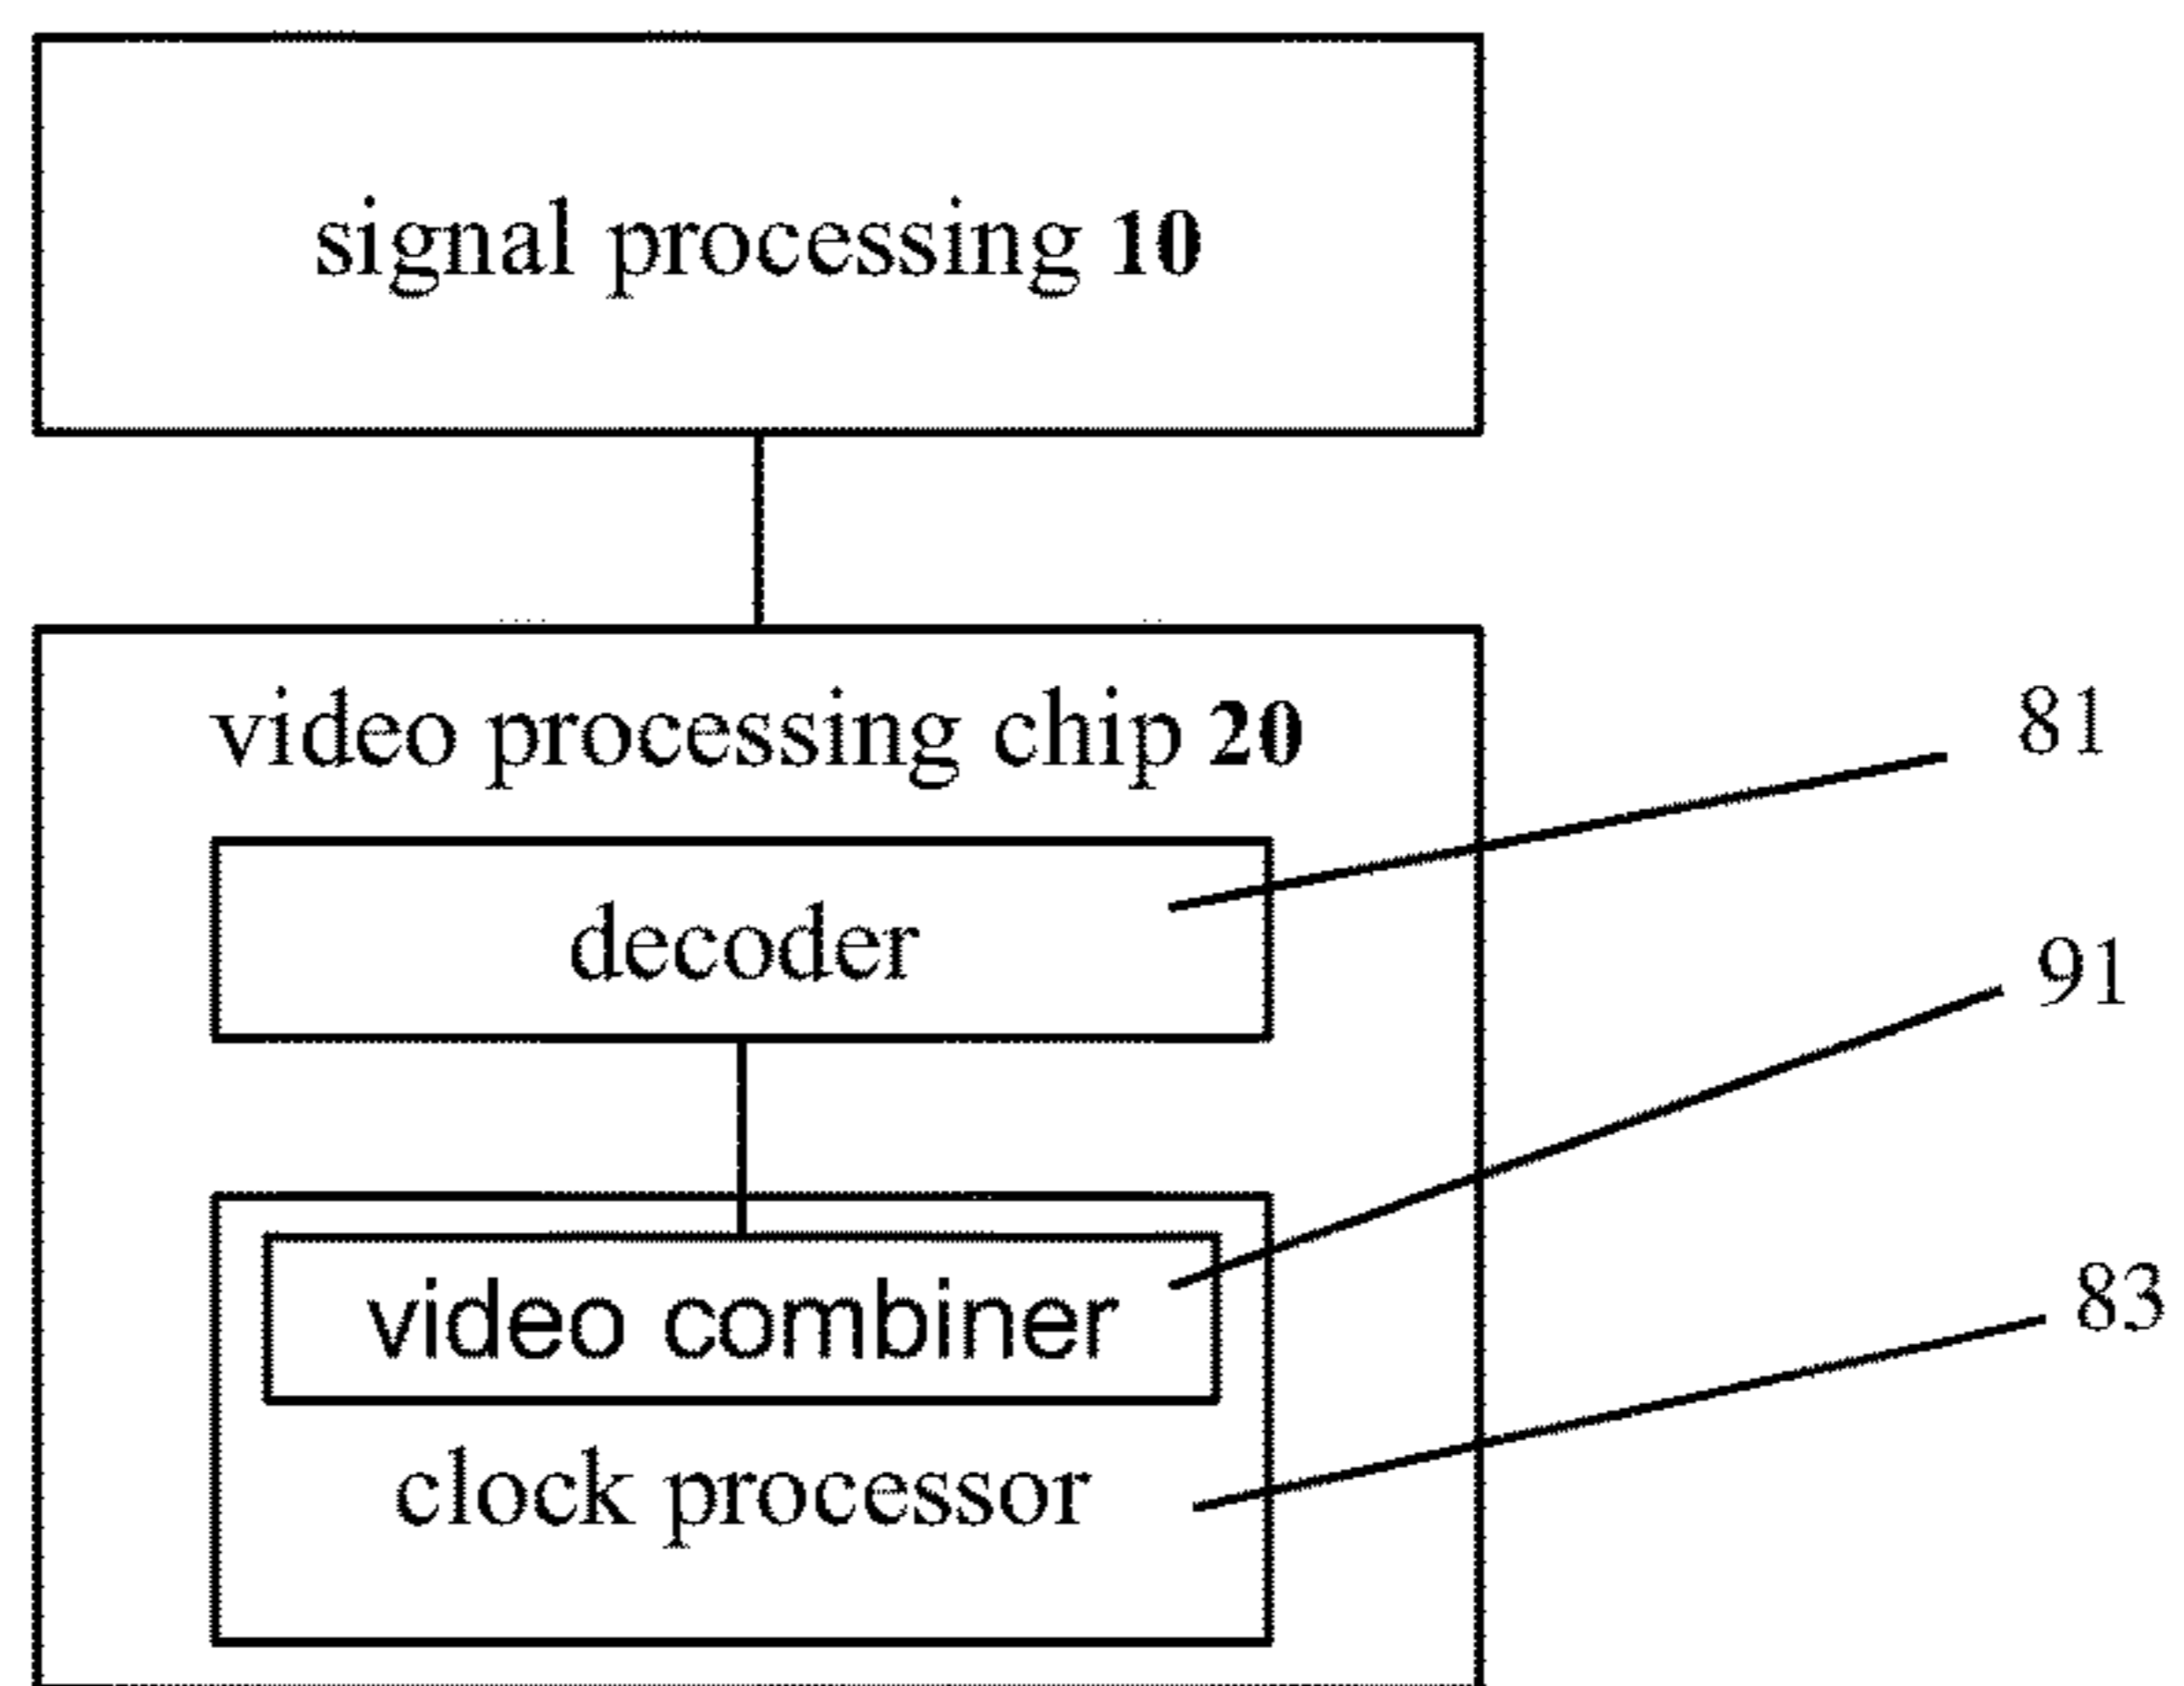 signal processing 10
video processing chip 20
81
decoder
91
video combiner
83
clock processor